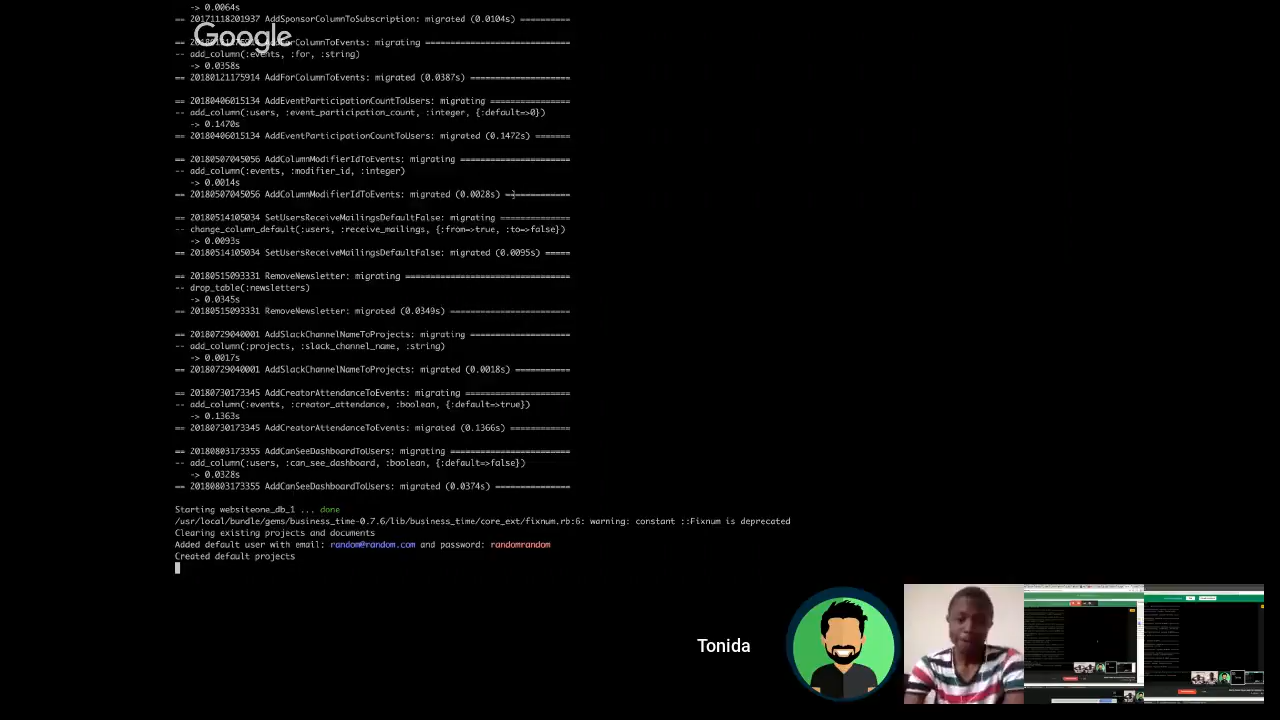 -> 0.0064s
== 20171118201937 AddSponsorColumnToSubscription: migrated (0.0104s) ==========
Google
ForColumnToEvents: migrating =============================
-- add_column(:events, :for, :string)
-> 0.0358s
== 20180121175914 AddForColumnToEvents: migrated (0.0387s) ====================
== 20180406015134 AddEventParticipationCountToUsers: migrating ================
-- add_column(:users, :event_participation_count, :integer, {:default=>0})
-> 0.1470s
== 20180406015134 AddEventParticipationCountToUsers: migrated (0.1472s) =======
== 20180507045056 AddColumnModifierIdToEvents: migrating ======================
-- add_column(:events, :modifier_id, :integer)
-> 0.0014s
== 20180507045056 AddColumnModifierIdToEvents: migrated (0.0028s) =============
== 20180514105034 SetUsersReceiveMailingsDefaultFalse: migrating ==============
-- change_column_default(:users, :receive_mailings, {:from=>true, :to=>false})
-> 0.0093s
== 20180514105034 SetUsersReceiveMailingsDefaultFalse: migrated (0.0095s) =====
== 20180515093331 RemoveNewsletter: migrating =================================
-- drop_table(:newsletters)
-> 0.0345s
== 20180515093331 RemoveNewsletter: migrated (0.0349s) ========================
== 20180729040001 AddSlackChannelNameToProjects: migrating ====================
-- add_column(:projects, :slack_channel_name, :string)
-> 0.0017s
== 20180729040001 AddSlackChannelNameToProjects: migrated (0.0018s) ===========
== 20180730173345 AddCreatorAttendanceToEvents: migrating =====================
-- add_column(:events, :creator_attendance, :boolean, {:default=>true})
-> 0.1363s
== 20180730173345 AddCreatorAttendanceToEvents: migrated (0.1366s) ============
== 20180803173355 AddCanSeeDashboardToUsers: migrating ========================
-- add_column(:users, :can_see_dashboard, :boolean, {:default=>false})
-> 0.0328s
== 20180803173355 AddCanSeeDashboardToUsers: migrated (0.0374s) ===============
Starting websiteone_db_1 ... done
/usr/local/bundle/gems/business_time-0.7.6/lib/business_time/core_ext/fixnum.rb:6: warning: constant ::Fixnum is deprecated
Clearing existing projects and documents
Added default user with email: random@random.com and password: randomrandom
Created default projects